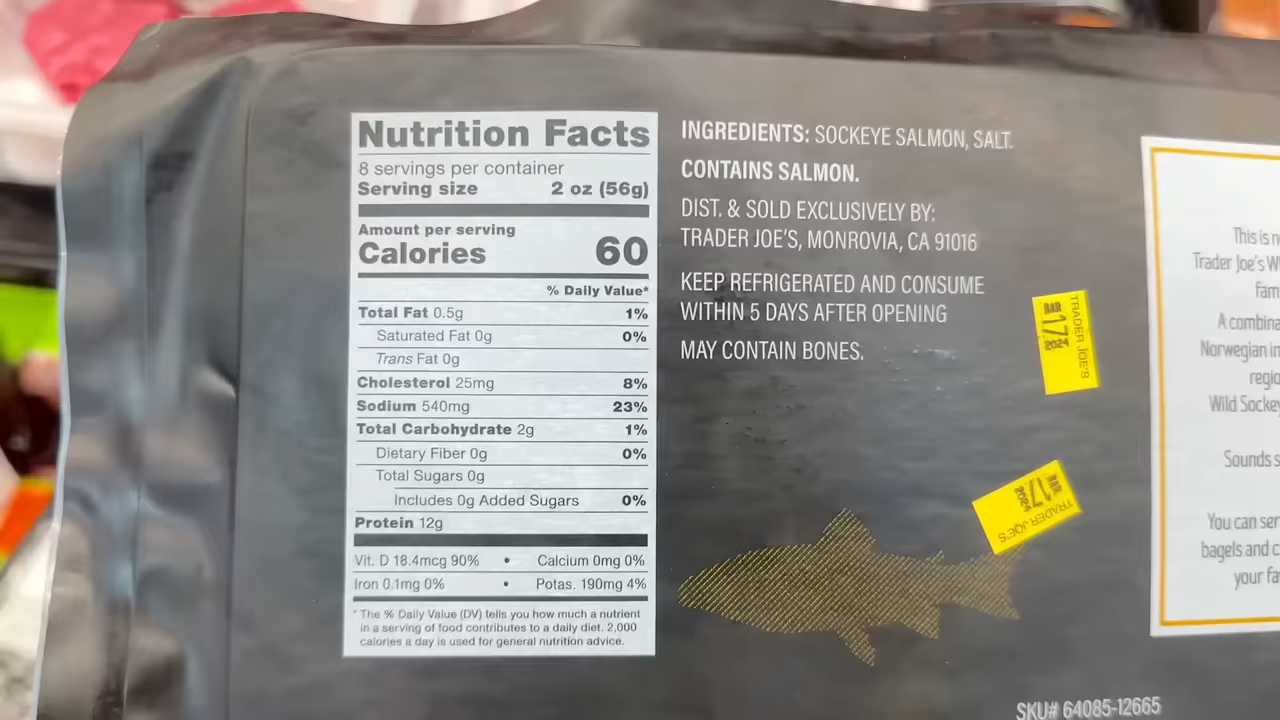 Nutrition Facts
8 servings per container
Serving size 2 oz (56g)
Amount per serving
Calories 60
% Daily Value*
Total Fat 0.5g 1%
Saturated Fat 0g 0%
Trans Fat 0g
Cholesterol 25mg 8%
Sodium 540mg 23%
Total Carbohydrate 2g 1%
Dietary Fiber 0g 0%
Total Sugars 0g
Includes 0g Added Sugars 0%
Protein 12g
Vit. D 18.4mcg 90% • Calcium 0mg 0%
Iron 0.1mg 0% • Potas. 190mg 4%
* The % Daily Value (DV) tells you how much a nutrient
in a serving of food contributes to a daily diet. 2,000
calories a day is used for general nutrition advice.
INGREDIENTS: SOCKEYE SALMON, SALT.
CONTAINS SALMON.
DIST. & SOLD EXCLUSIVELY BY:
TRADER JOE'S, MONROVIA, CA 91016
KEEP REFRIGERATED AND CONSUME
WITHIN 5 DAYS AFTER OPENING
MAY CONTAIN BONES.
TRADER JOE'S
MAR
17
2024
TRADER JOE'S
MAR
17
2024
This is
Trader Joe's
fam
A combina
Norwegian in
regio
Wild Socke
Sounds s
You can ser
bagels and
your fa
SKU# 64085-12665